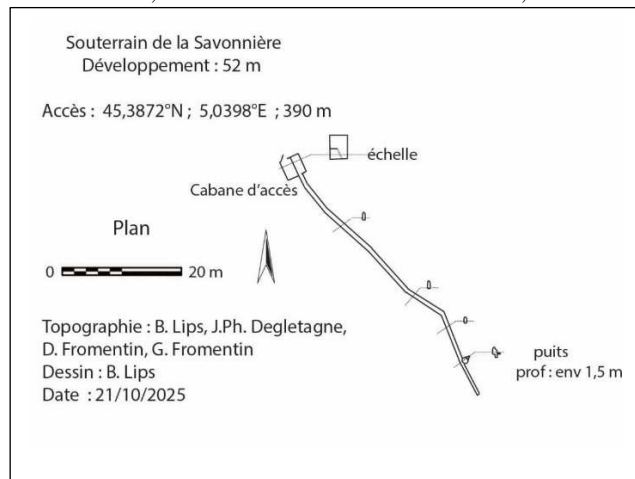 Souterrain de la Savonnière
Développement : 52 m
Accès : 45,3872°N ; 5,0398°E ; 390 m
échelle
Cabane d'accès
Plan
0 20 m
Topographie : B. Lips, J.Ph. Degletagne,
D. Fromentin, G. Fromentin
Dessin : B. Lips
Date : 21/10/2025
puits
prof : env 1,5 m